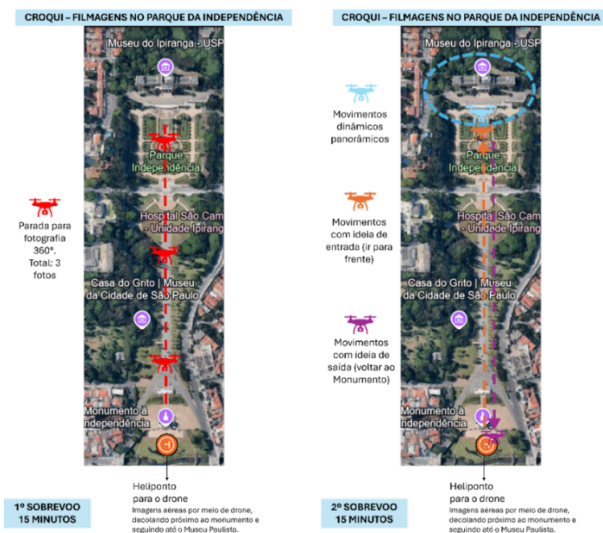 CROQUI – FILMAGENS NO PARQUE DA INDEPENDÊNCIA
Museu do Ipiranga - USP
Parque
Independência
Hospital São Cam
- Unidade Ipirang
Casa do Grito | Museu
da Cidade de São Paulo
Monumento à
Independência
Parada para
fotografia
360°.
Total: 3
fotos
Heliponto
para o drone
Imagens aéreas por meio de drone,
decolando próximo ao monumento e
seguindo até o Museu Paulista.
1º SOBREVOO
15 MINUTOS
CROQUI – FILMAGENS NO PARQUE DA INDEPENDÊNCIA
Museu do Ipiranga - USP
Parque
Independência
Hospital São Cam
- Unidade Ipirang
Casa do Grito | Museu
da Cidade de São Paulo
Monumento à
Independência
Movimentos
dinâmicos
panorâmicos
Movimentos
com ideia de
entrada (ir para
frente)
Movimentos
com ideia de
saída (voltar ao
Monumento)
Heliponto
para o drone
Imagens aéreas por meio de drone,
decolando próximo ao monumento e
seguindo até o Museu Paulista.
2º SOBREVOO
15 MINUTOS